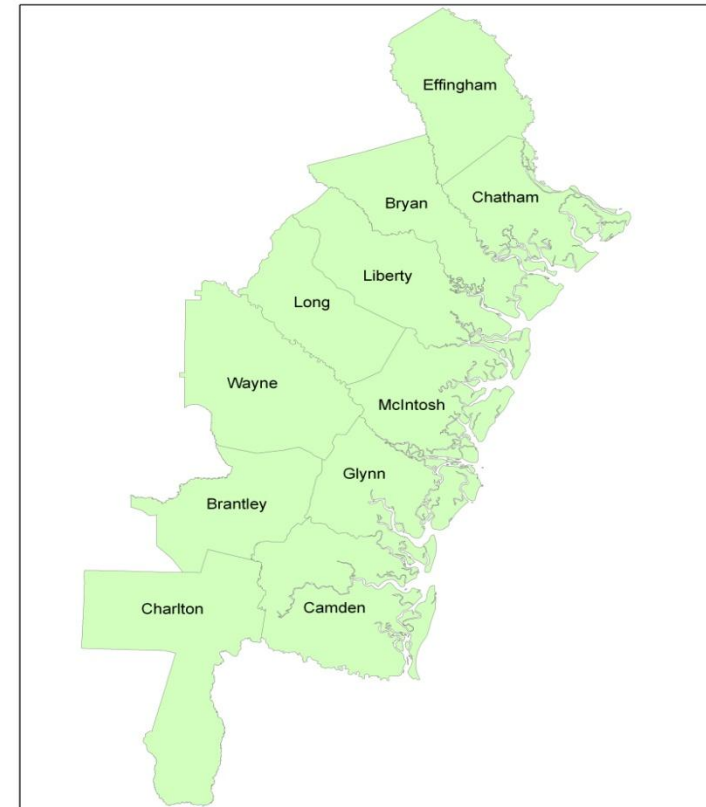 Effingham
Chatham
Bryan
Liberty
Long
Wayne
McIntosh
Glynn
Brantley
Charlton
Camden